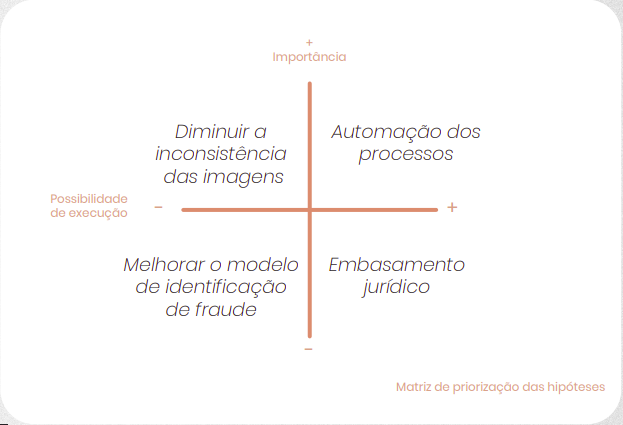 +
Importância
Diminuir a
inconsistência
das imagens
Automação dos
processos
Possibilidade
de execução
-
+
Melhorar o modelo
de identificação
de fraude
Embasamento
jurídico
-
Matriz de priorização das hipóteses